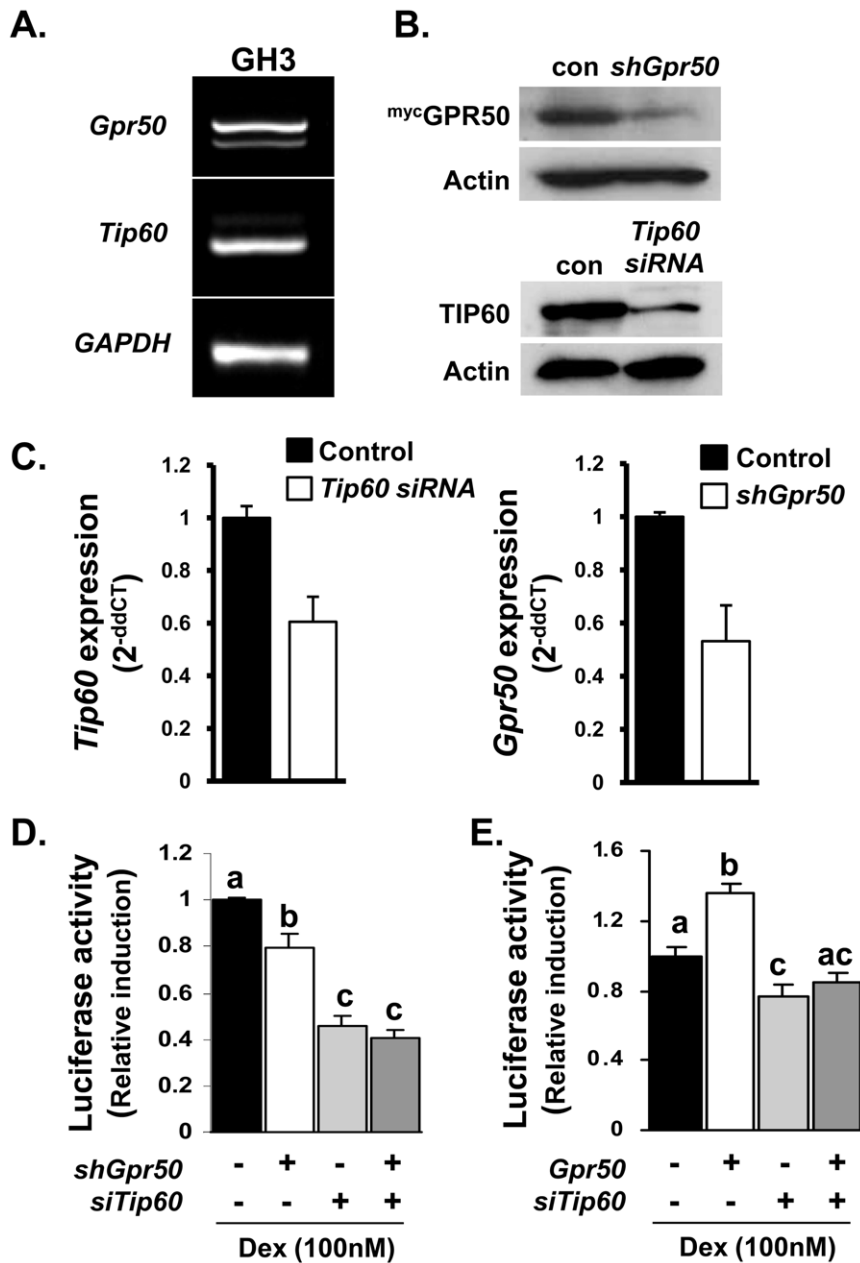 A.
GH3
Gpr50
Tip60
GAPDH
B.
con shGpr50
mycGPR50
Actin
Tip60
con siRNA
TIP60
Actin
C.
Control
Tip60 siRNA
Tip60 expression
(2-ddCT)
1.2
1
0.8
0.6
0.4
0.2
0
Control
shGpr50
Gpr50 expression
(2-ddCT)
1.2
1
0.8
0.6
0.4
0.2
0
D.
Luciferase activity
(Relative induction)
1.2
1
0.8
0.6
0.4
0.2
0
a b c c
shGpr50 - + - +
siTip60 - - + +
Dex (100nM)
E.
Luciferase activity
(Relative induction)
1.6
1.2
0.8
0.4
0
a b c ac
Gpr50 - + - +
siTip60 - - + +
Dex (100nM)